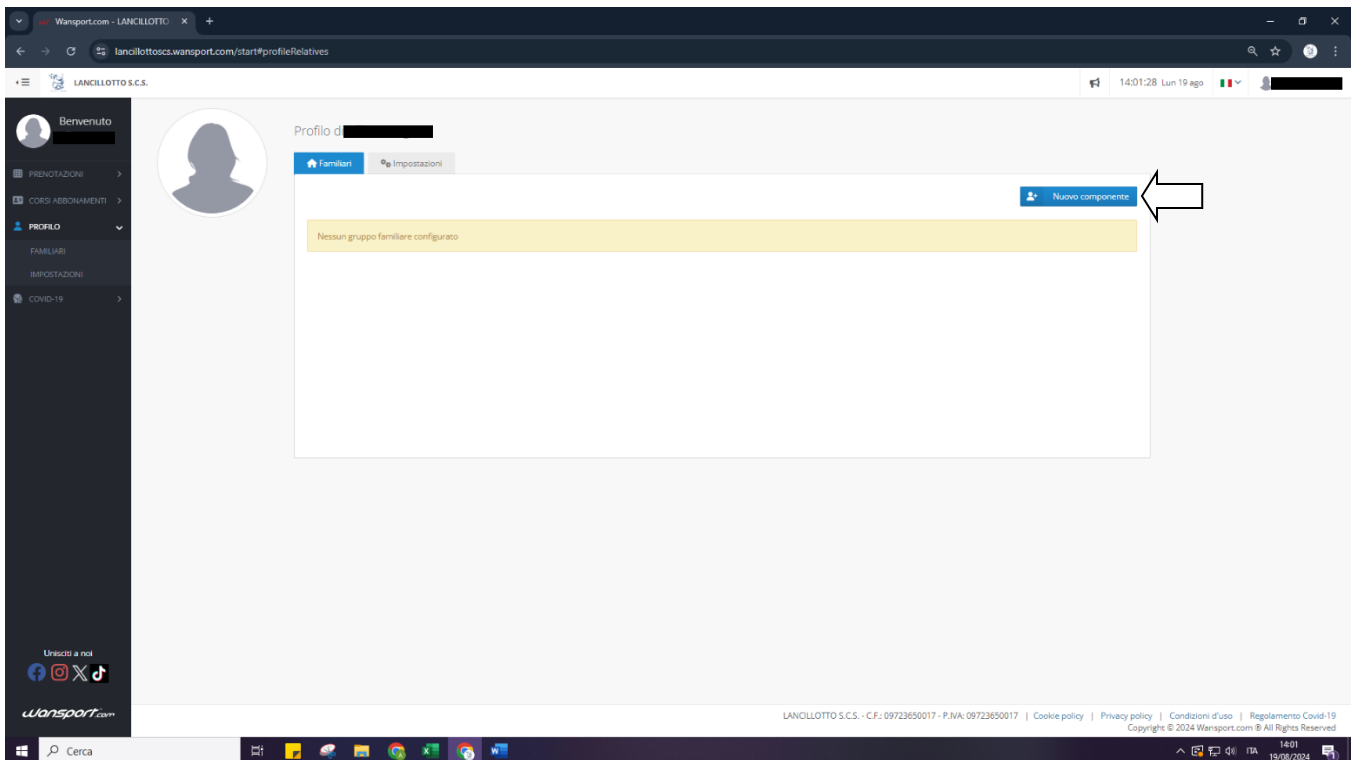 Wansport.com - LANCILLOTTO
lancillottoscs.wansport.com/start#profileRelatives
LANCILLOTTO S.C.S.
14:01:28 Lun 19 ago
Benvenuto
PRENOTAZIONI
CORSI ABBONAMENTI
PROFILO
FAMILIARI
IMPOSTAZIONI
COVID-19
Profilo di
Familiari
Impostazioni
Nuovo componente
Nessun gruppo familiare configurato
Unisciti a noi
wansport.com
LANCILLOTTO S.C.S. - C.F.: 09723650017 - P.IVA: 09723650017 | Cookie policy | Privacy policy | Condizioni d'uso | Regolamento Covid-19
Copyright © 2024 Wansport.com ® All Rights Reserved
Cerca
ITA
14:01
19/08/2024